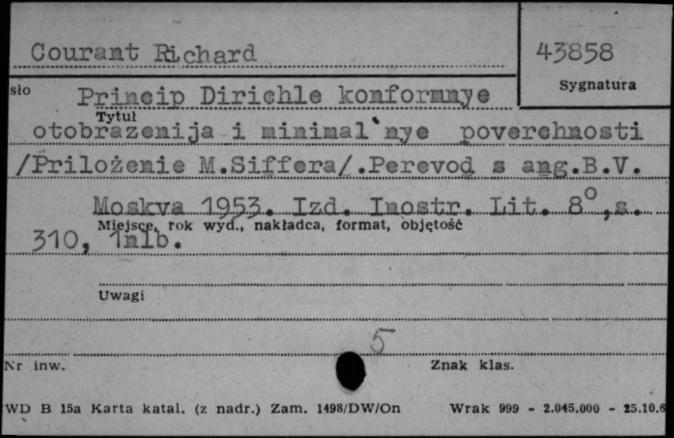 Courant Richard
43858
Sygnatura
sło
Princip Dirichle konformnye
Tytuł
otobrazenija i minimal'nye poverchnosti
/Priloženie M.Siffera/.Perevod s ang.B.V.
Moskva 1953. Izd. Inostr. Lit. 8°,s.
Miejsce, rok wyd., nakładca, format, objętość
310, 1nlb.
Uwagi
5
Nr inw.
Znak klas.
WD B 15a Karta katal. (z nadr.) Zam. 1498/DW/On
Wrak 999 - 2.045.000 - 25.10.6